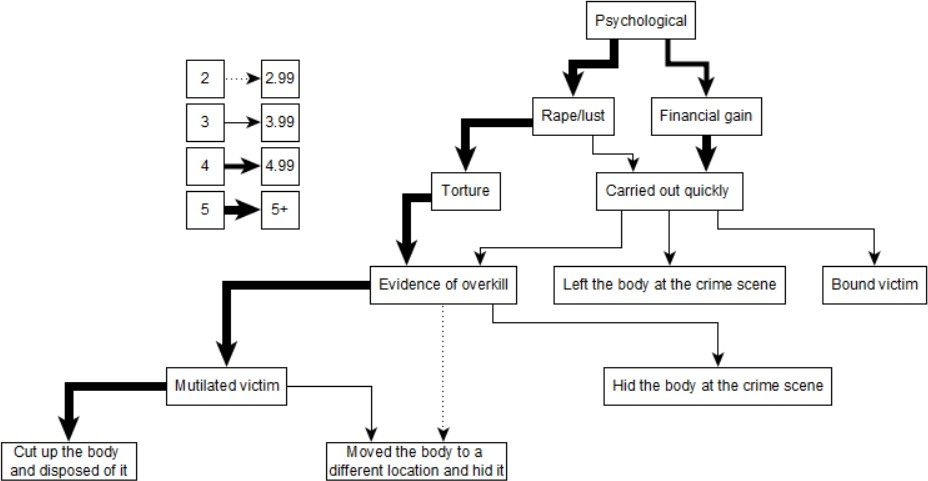 Psychological
2 2.99
3 3.99
4 4.99
5 5+
Rape/lust
Financial gain
Torture
Carried out quickly
Evidence of overkill
Left the body at the crime scene
Bound victim
Mutilated victim
Hid the body at the crime scene
Cut up the body
and disposed of it
Moved the body to a
different location and hid it